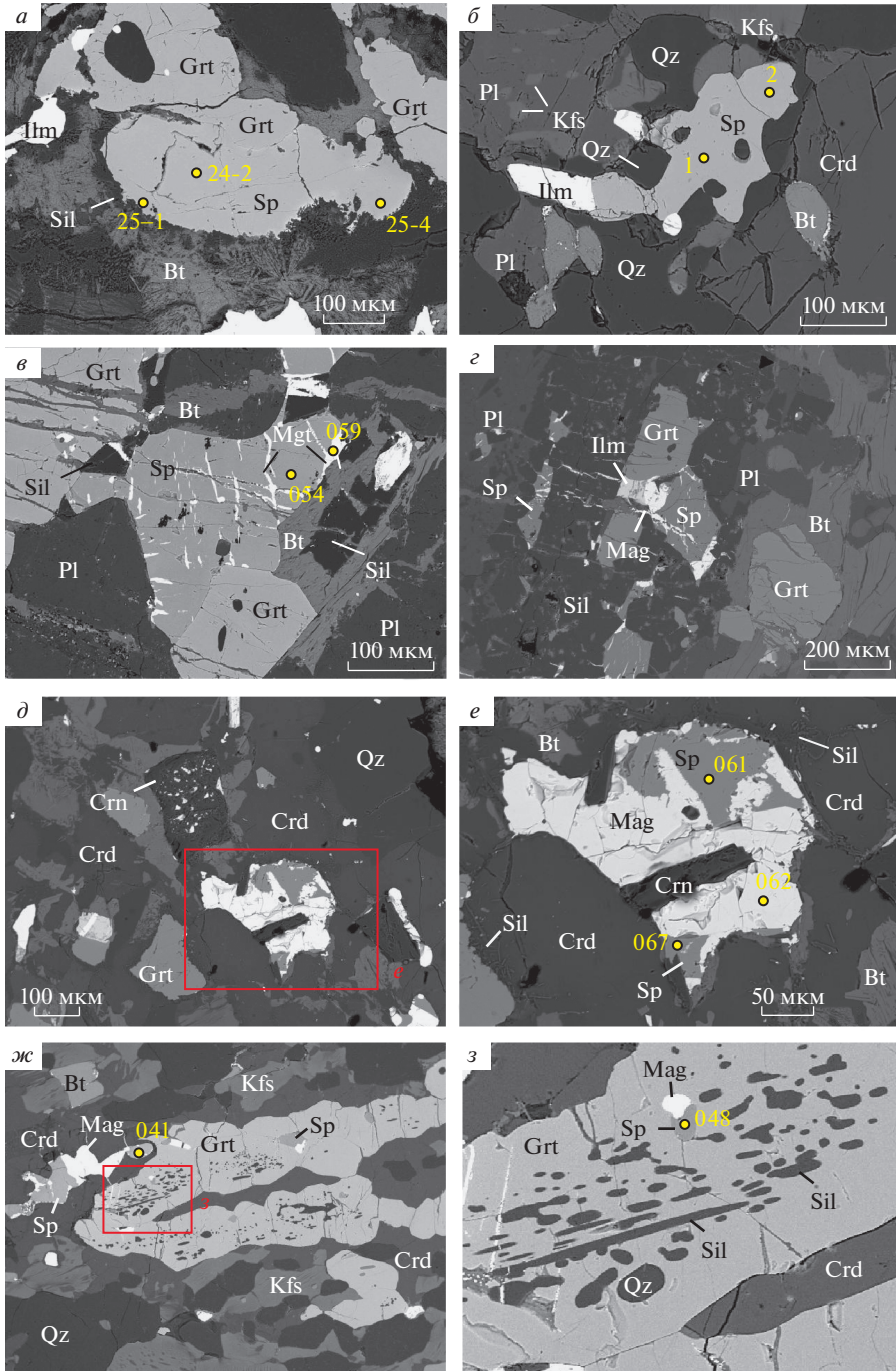 а
Grt
Grt
Grt
Ilm
24-2
Sp
Sil
25–1
25-4
Bt
100 мкм
б
Kfs
Qz
2
Pl
Sp
Kfs
Qz
1
Crd
Ilm
Bt
Pl
Qz
100 мкм
в
Grt
Bt
Mgt
059
Sp
Sil
054
Bt
Pl
Sil
Grt
Pl
100 мкм
г
Pl
Ilm
Grt
Pl
Sp
Sp
Bt
Mag
Sil
Grt
200 мкм
д
Qz
Crn
Crd
Crd
Grt
е
100 мкм
е
Bt
Sp
061
Sil
Crd
Mag
Crn
062
Sil
Crd
067
Sp
Bt
50 мкм
ж
Bt
Kfs
Mag
041
Sp
Crd
Grt
Sp
з
Crd
Kfs
Qz
з
Mag
048
Grt
Sp
Sil
Sil
Qz
Crd